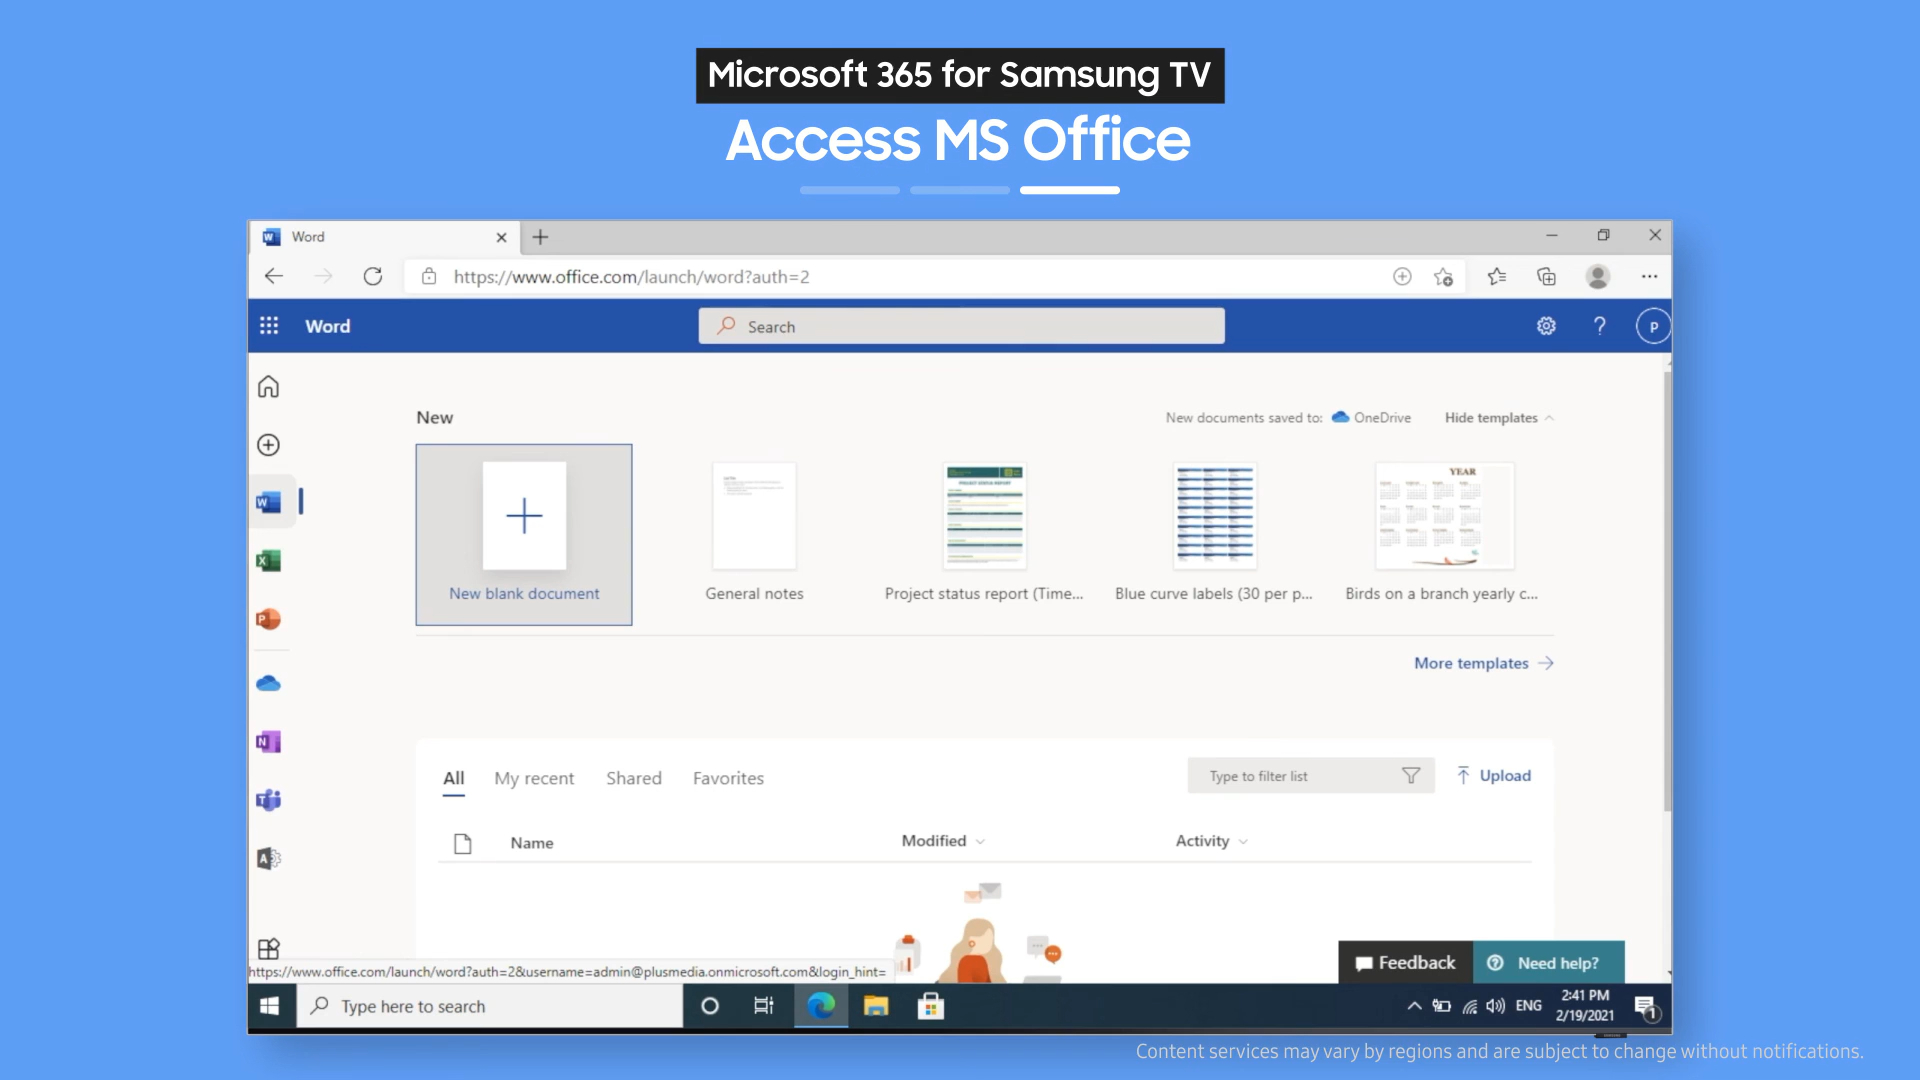 Microsoft 365 for Samsung TV
Access MS Office
Word
https://www.office.com/launch/word?auth=2
Word
Search
P
New
New documents saved to: OneDrive
Hide templates
New blank document
General notes
PROJECT STATUS REPORT
Project status report (Time...
Blue curve labels (30 per p...
YEAR
Birds on a branch yearly c...
More templates
All
My recent
Shared
Favorites
Type to filter list
Upload
Name
Modified
Activity
Feedback
Need help?
https://www.office.com/launch/word?auth=2&username=admin@plusmedia.onmicrosoft.com&login_hint=
Type here to search
ENG
2:41 PM
2/19/2021
1
Content services may vary by regions and are subject to change without notifications.